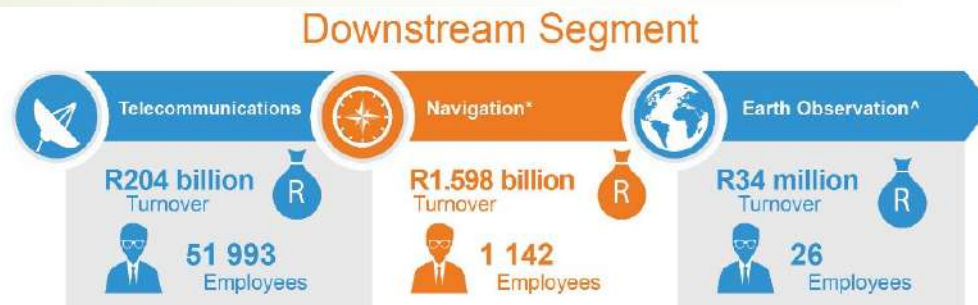 Downstream Segment
Telecommunications
R204 billion
Turnover
R
51 993
Employees
Navigation*
R1.598 billion
Turnover
R
1 142
Employees
Earth Observation^
R34 million
Turnover
R
26
Employees